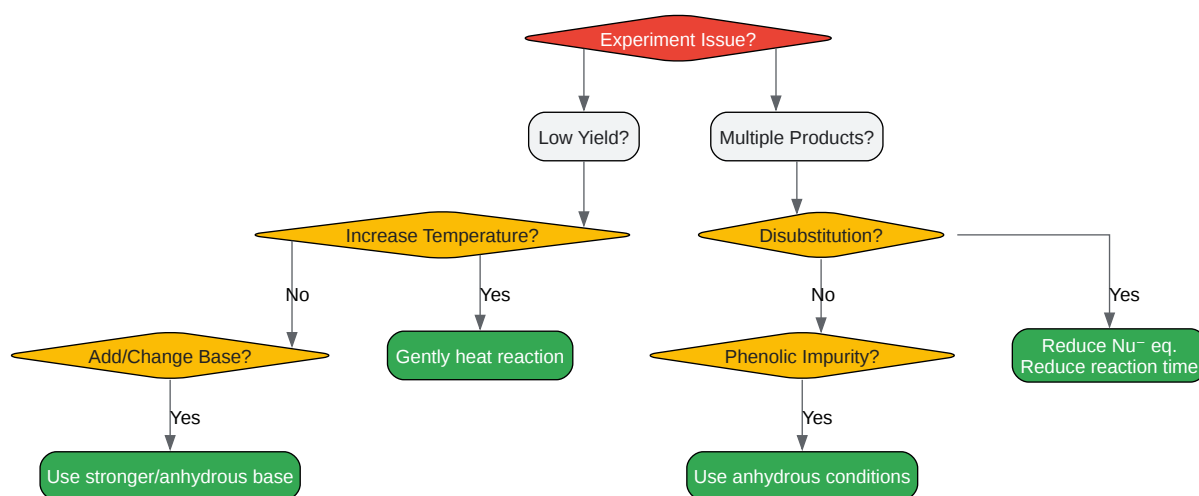 Experiment Issue?
Low Yield?
Multiple Products?
Increase Temperature?
Disubstitution?
No
Yes
No
Yes
Add/Change Base?
Gently heat reaction
Phenolic Impurity?
Reduce Nu⁻ eq.
Reduce reaction time
Yes
Yes
Use stronger/anhydrous base
Use anhydrous conditions